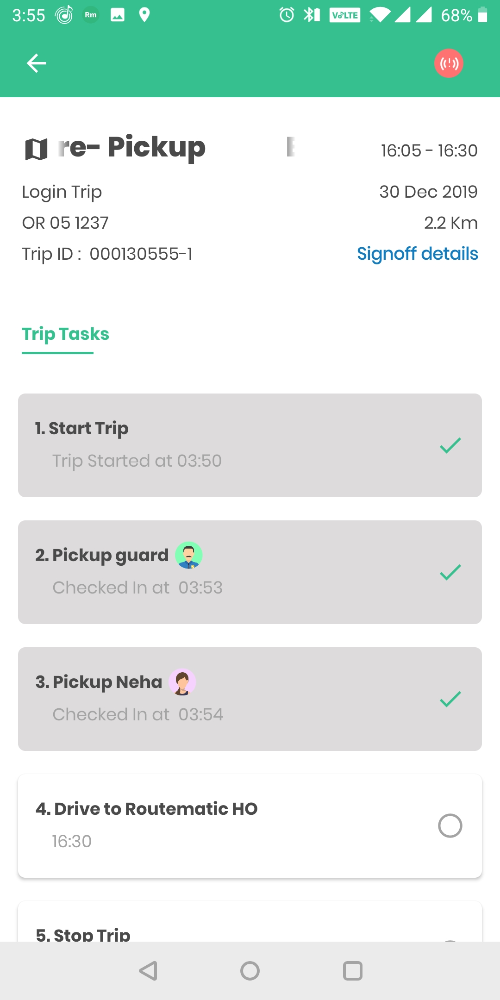 3:55 Rm VoLTE 68%
re- Pickup 16:05 - 16:30
Login Trip 30 Dec 2019
OR 05 1237 2.2 Km
Trip ID : 000130555-1 Signoff details
Trip Tasks
1. Start Trip
Trip Started at 03:50
2. Pickup guard
Checked In at 03:53
3. Pickup Neha
Checked In at 03:54
4. Drive to Routematic HO
16:30
5. Stop Trip